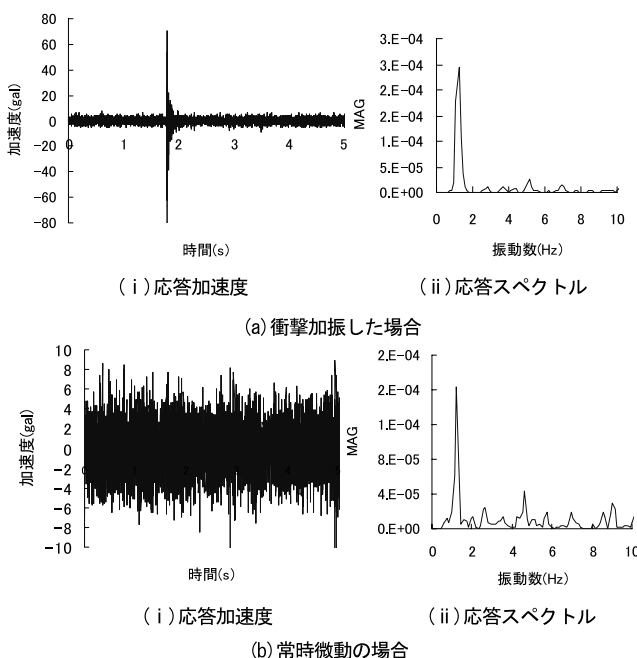 80
60
40
20
0
-20
-40
-60
-80
加速度(gal)
0 1 2 3 4 5
時間(s)
(ⅰ)応答加速度
3.E-04
3.E-04
2.E-04
2.E-04
1.E-04
5.E-05
0.E+00
MAG
0 2 4 6 8 10
振動数(Hz)
(ⅱ)応答スペクトル
(a)衝撃加振した場合
10
8
6
4
2
0
-2
-4
-6
-8
-10
加速度(gal)
0 1 2 3 4 5
時間(s)
(ⅰ)応答加速度
2.E-04
2.E-04
1.E-04
8.E-05
4.E-05
0.E+00
MAG
0 2 4 6 8 10
振動数(Hz)
(ⅱ)応答スペクトル
(b)常時微動の場合